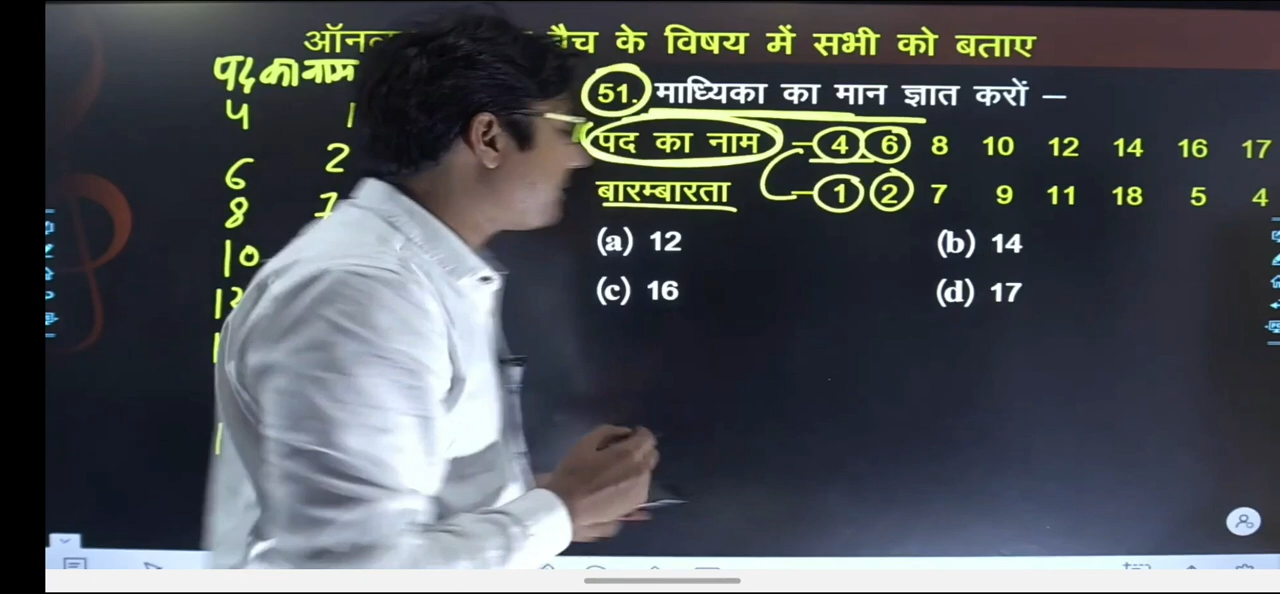 बैच के विषय में सभी को बताए
पद का नाम
4 1
6 2
8 7
10
51. माध्यिका का मान ज्ञात करों –
पद का नाम – 4 6 8 10 12 14 16 17
बारम्बारता – 1 2 7 9 11 18 5 4
(a) 12 (b) 14
(c) 16 (d) 17